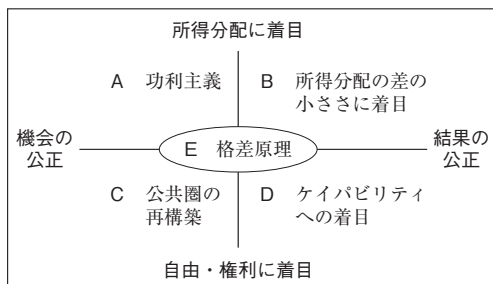 所得分配に着目
A 功利主義
B 所得分配の差の
小ささに着目
機会の
公正
E 格差原理
結果の
公正
C 公共圏の
再構築
D ケイパビリティ
への着目
自由・権利に着目